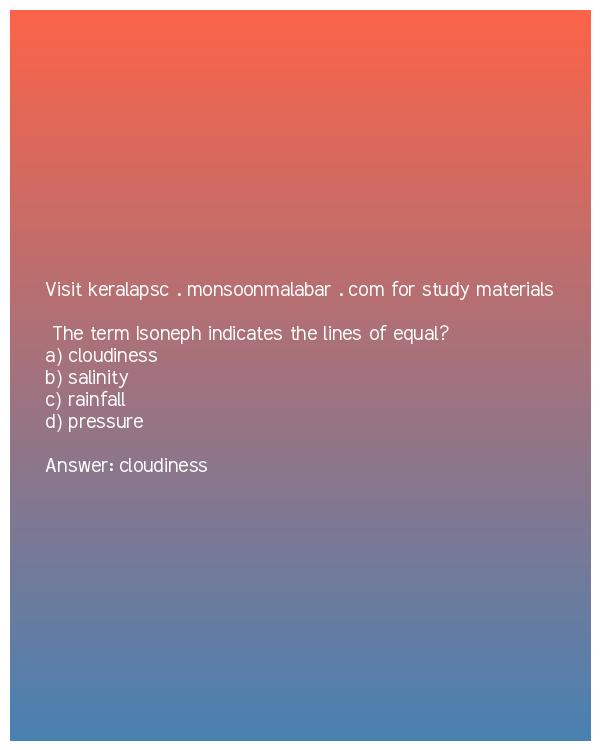 Visit keralapsc . monsoonmalabar . com for study materials
The term Isoneph indicates the lines of equal?
a) cloudiness
b) salinity
c) rainfall
d) pressure
Answer: cloudiness